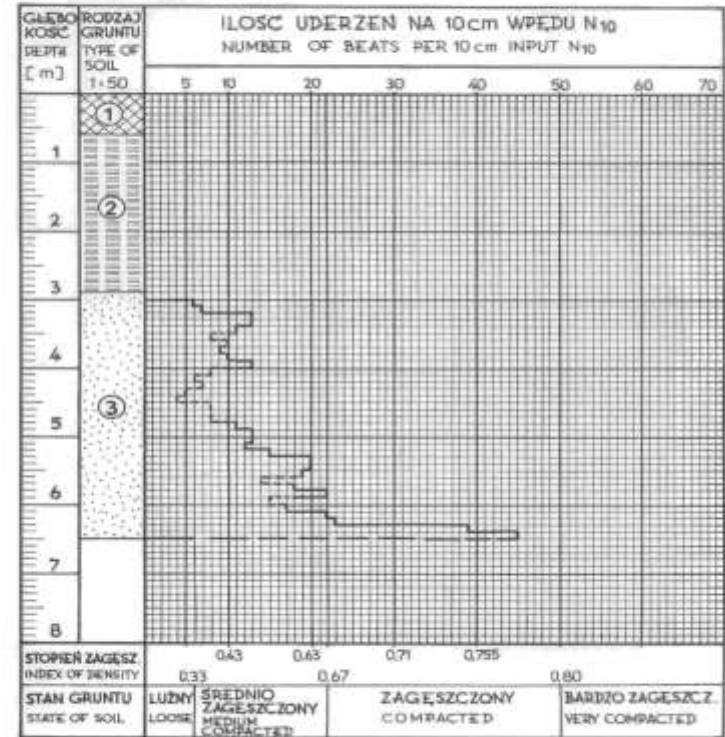 GŁĘBO
KOŚĆ
DEPTH
[m]
RODZAJ
GRUNTU
TYPE OF
SOIL
1:50
ILOŚĆ UDERZEŃ NA 10cm WPĘDU N10
NUMBER OF BEATS PER 10cm INPUT N10
5 10 20 30 40 50 60 70
1
1
2
2
3
4
3
5
6
7
8
STOPIEŃ ZAGĘSZ.
INDEX OF DENSITY
0,43 0,63 0,71 0,755
0,33 0,67 0,80
STAN GRUNTU
STATE OF SOIL
LUŹNY
LOOSE
ŚREDNIO
ZAGĘSZCZONY
MEDIUM
COMPACTED
ZAGĘSZCZONY
COMPACTED
BARDZO ZAGĘSZCZ.
VERY COMPACTED